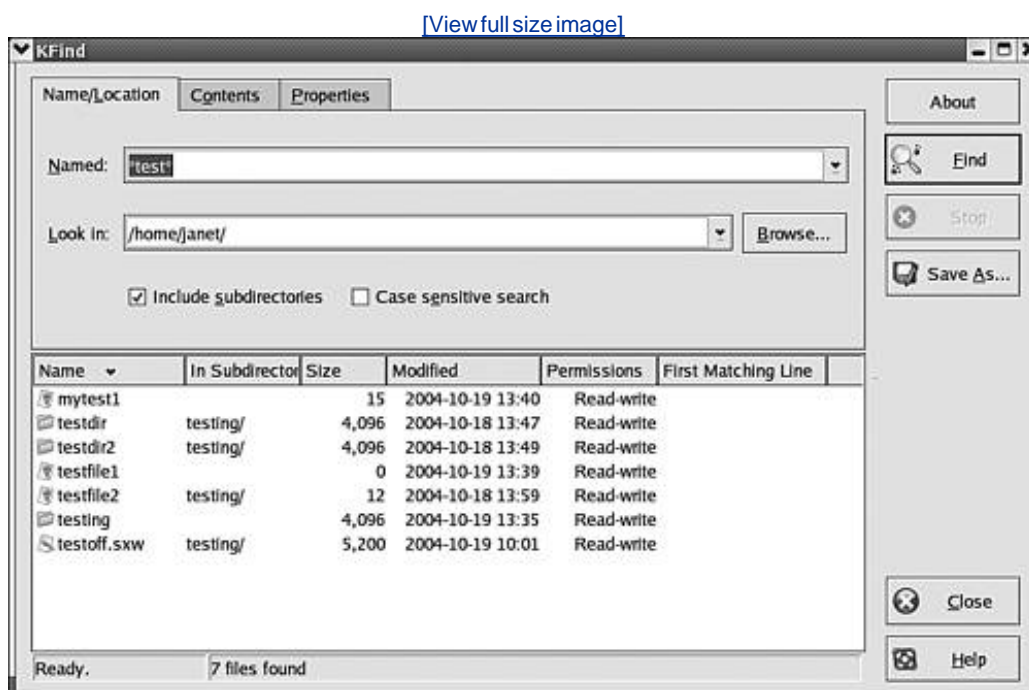 [View full size image]
KFind
Name/Location Contents Properties
About
Named: *test*
Find
Look in: /home/janet/ Browse...
Stop
Include subdirectories Case sensitive search
Save As...
Name In Subdirector Size Modified Permissions First Matching Line
mytest1 15 2004-10-19 13:40 Read-write
testdir testing/ 4,096 2004-10-18 13:47 Read-write
testdir2 testing/ 4,096 2004-10-18 13:49 Read-write
testfile1 0 2004-10-19 13:39 Read-write
testfile2 testing/ 12 2004-10-18 13:59 Read-write
testing 4,096 2004-10-19 13:35 Read-write
testoff.sxw testing/ 5,200 2004-10-19 10:01 Read-write
Close
Help
Ready. 7 files found